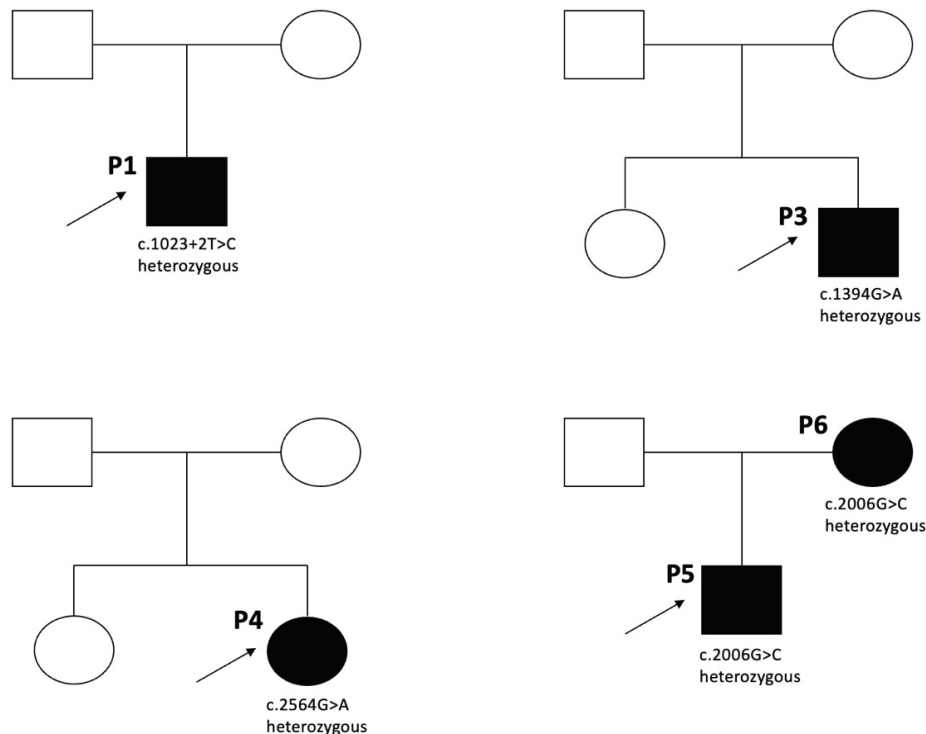 P1
c.1023+2T>C
heterozygous
P3
c.1394G>A
heterozygous
P4
c.2564G>A
heterozygous
P6
c.2006G>C
heterozygous
P5
c.2006G>C
heterozygous